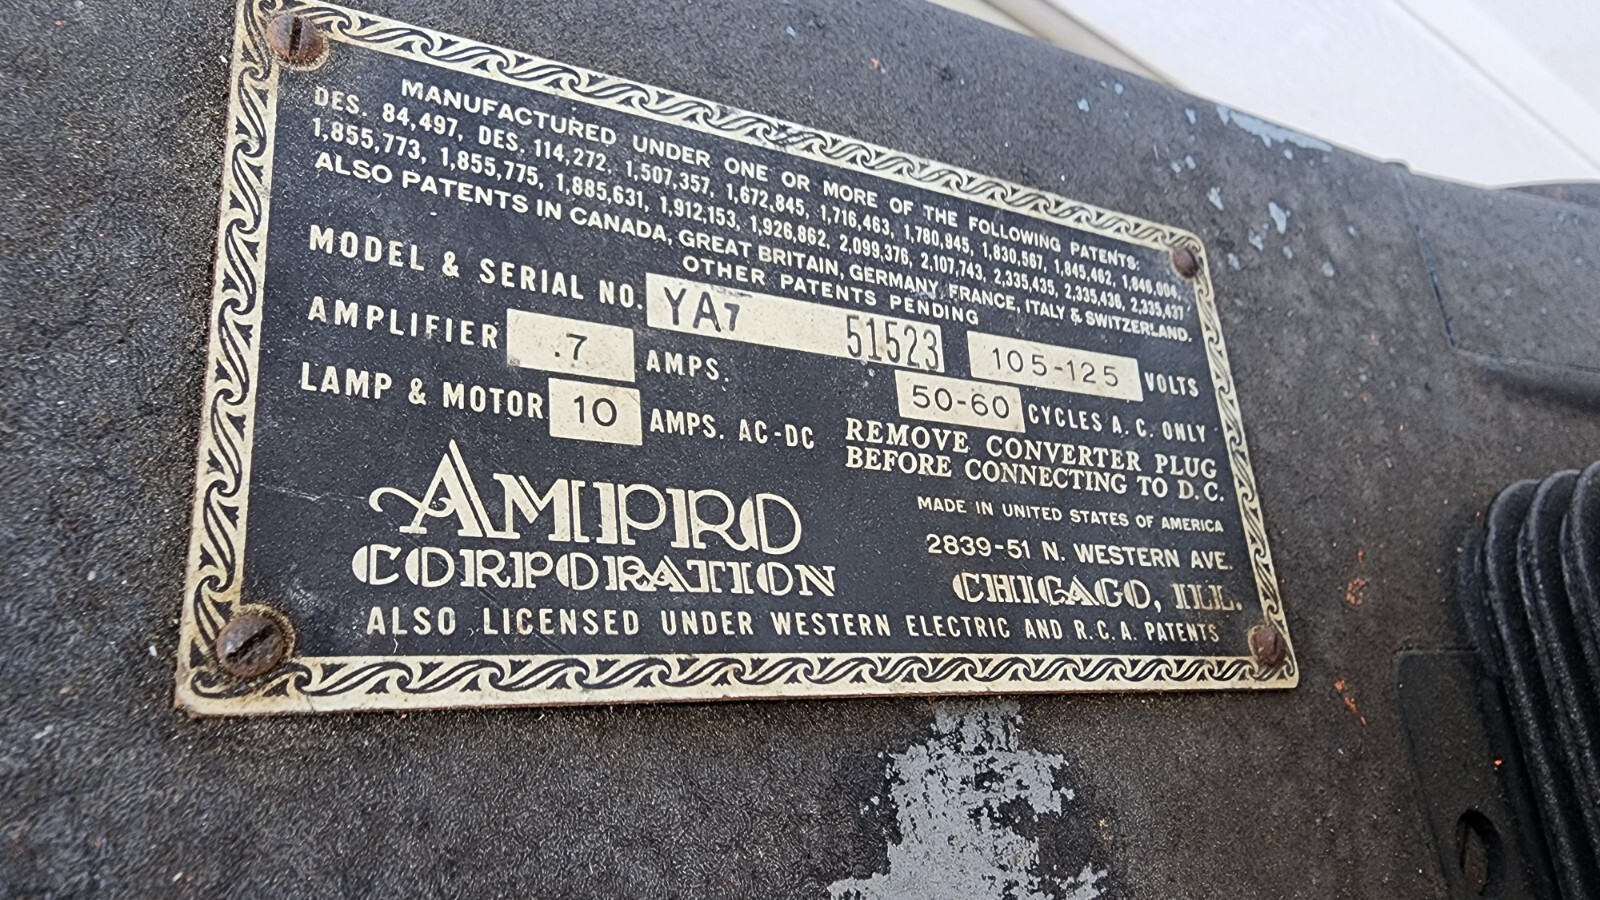 MANUFACTURED UNDER ONE OR MORE OF THE FOLLOWING PATENTS:
DES. 84,497, DES. 114,272, 1,507,357, 1,672,845, 1,716,463, 1,780,945, 1,830,567, 1,845,462, 1,846,004,
1,855,773, 1,855,775, 1,885,631, 1,912,153, 1,926,862, 2,099,376, 2,107,743, 2,335,435, 2,335,436, 2,335,437
ALSO PATENTS IN CANADA, GREAT BRITAIN, GERMANY, FRANCE, ITALY & SWITZERLAND.
OTHER PATENTS PENDING
MODEL & SERIAL NO. YA7 51523 105-125 VOLTS
AMPLIFIER .7 AMPS. 50-60 CYCLES A.C. ONLY
LAMP & MOTOR 10 AMPS. AC-DC REMOVE CONVERTER PLUG
BEFORE CONNECTING TO D.C.
AMPRO
CORPORATION
MADE IN UNITED STATES OF AMERICA
2839-51 N. WESTERN AVE.
CHICAGO, ILL.
ALSO LICENSED UNDER WESTERN ELECTRIC AND R.C.A. PATENTS